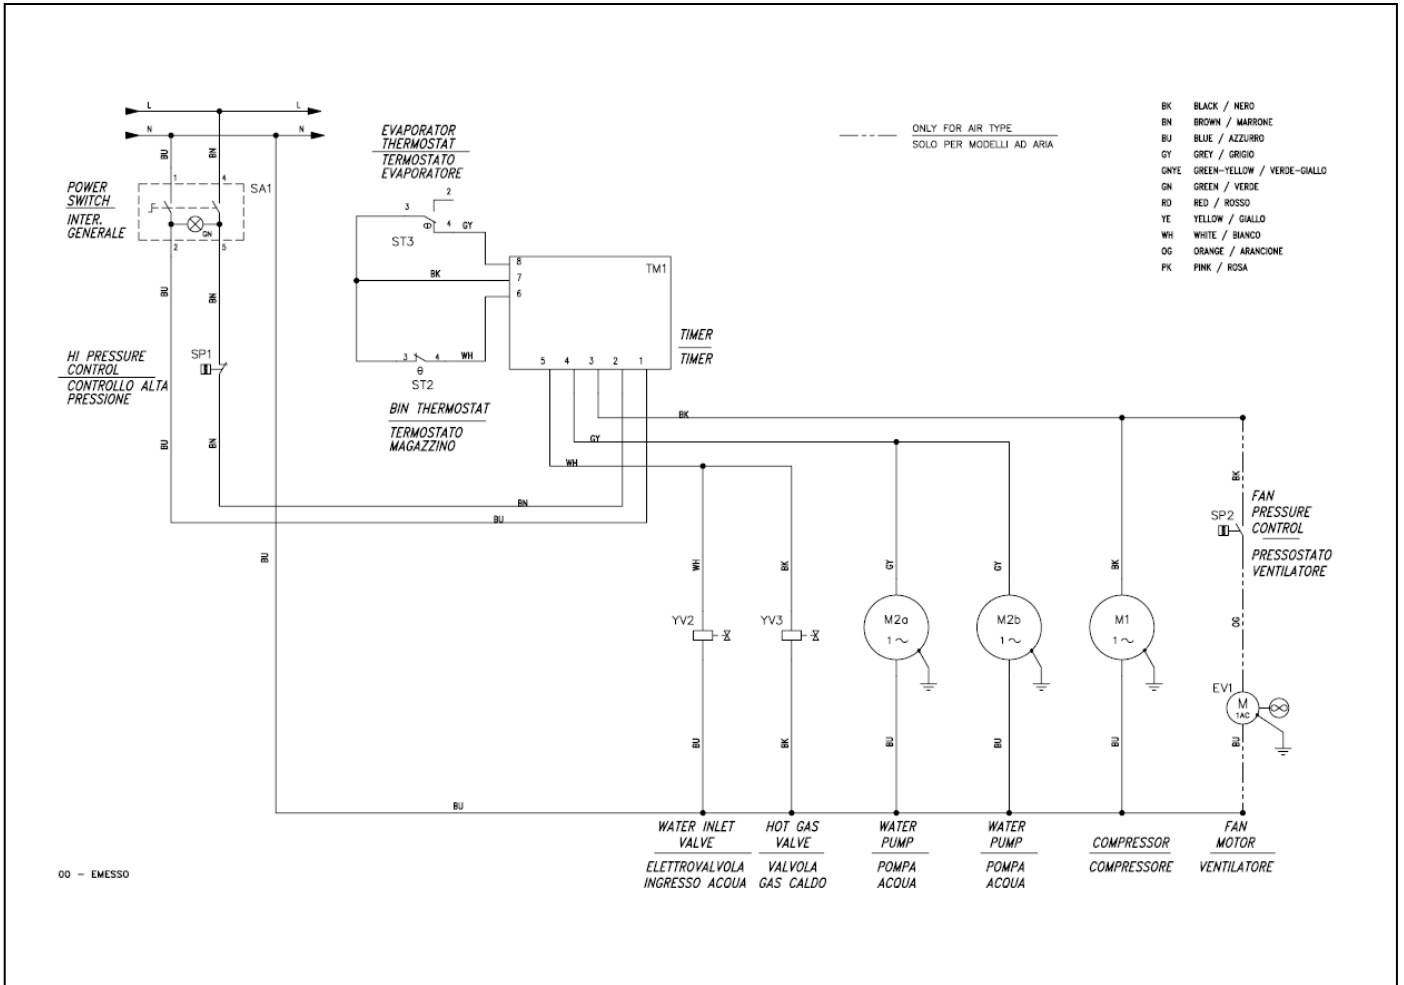 L L
N N
BU BN
POWER
SWITCH
INTER.
GENERALE
1 4 SA1
GN
2 5
BU BN
EVAPORATOR
THERMOSTAT
TERMOSTATO
EVAPORATORE
2
3 4 GY
ST3
BK
8
7
6
TM1
3 4 WH
ST2
BIN THERMOSTAT
TERMOSTATO
MAGAZZINO
5 4 3 2 1
TIMER
TIMER
ONLY FOR AIR TYPE
SOLO PER MODELLI AD ARIA
BK BLACK / NERO
BN BROWN / MARRONE
BU BLUE / AZZURRO
GY GREY / GRIGIO
GNYE GREEN-YELLOW / VERDE-GIALLO
GN GREEN / VERDE
RD RED / ROSSO
YE YELLOW / GIALLO
WH WHITE / BIANCO
OG ORANGE / ARANCIONE
PK PINK / ROSA
HI PRESSURE
CONTROL
CONTROLLO ALTA
PRESSIONE
SP1
BU BN
BK
GY
WH
BN
BU
BU
WH BK GY GY BK
BK
FAN
PRESSURE
CONTROL
PRESSOSTATO
VENTILATORE
SP2
OG
YV2 YV3
M2a
1
M2b
1
M1
1
EV1
M
1AC
BU BK BU BU BU BU
BU
WATER INLET
VALVE
ELETTROVALVOLA
INGRESSO ACQUA
HOT GAS
VALVE
VALVOLA
GAS CALDO
WATER
PUMP
POMPA
ACQUA
WATER
PUMP
POMPA
ACQUA
COMPRESSOR
COMPRESSORE
FAN
MOTOR
VENTILATORE
00 - EMESSO